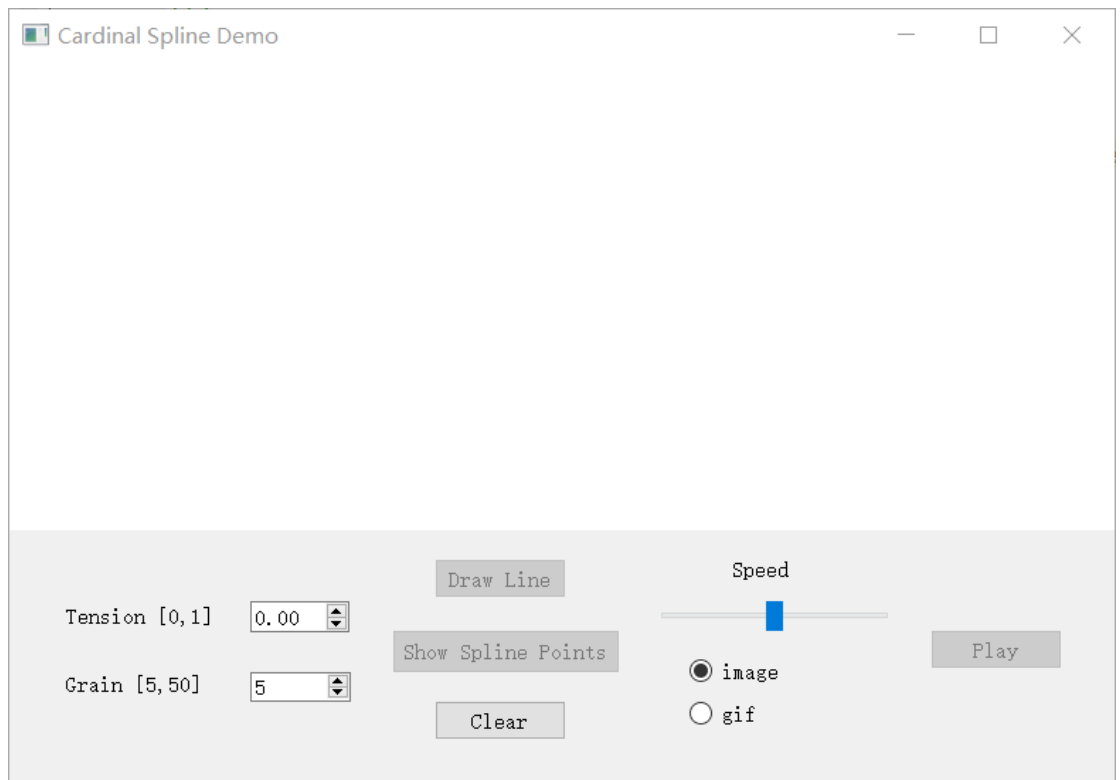 Cardinal Spline Demo
Tension [0,1]
0.00
Grain [5,50]
5
Draw Line
Show Spline Points
Clear
Speed
image
gif
Play